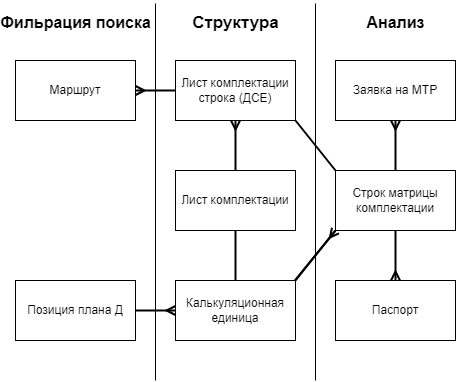 Фильрация поиска
Структура
Анализ
Маршрут
Лист комплектации
строка (ДСЕ)
Заявка на МТР
Лист комплектации
Строк матрицы
комплектации
Позиция плана Д
Калькуляционная
единица
Паспорт